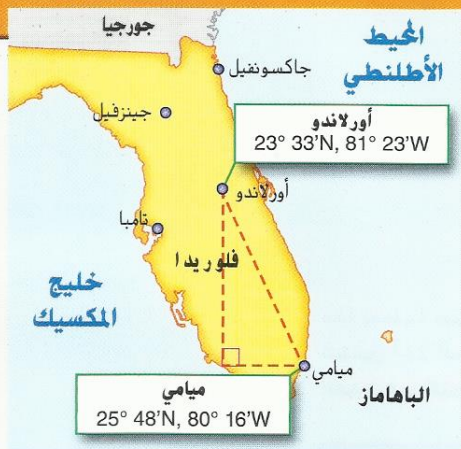 جورجيا
المحيط
الأطلنطي
جاكسونفيل
جينزفيل
أورلاندو
23° 33’N, 81° 23’W
أورلاندو
تامبا
فلوريدا
خليج
المكسيك
ميامي
الباهاماز
ميامي
25° 48’N, 80° 16’W